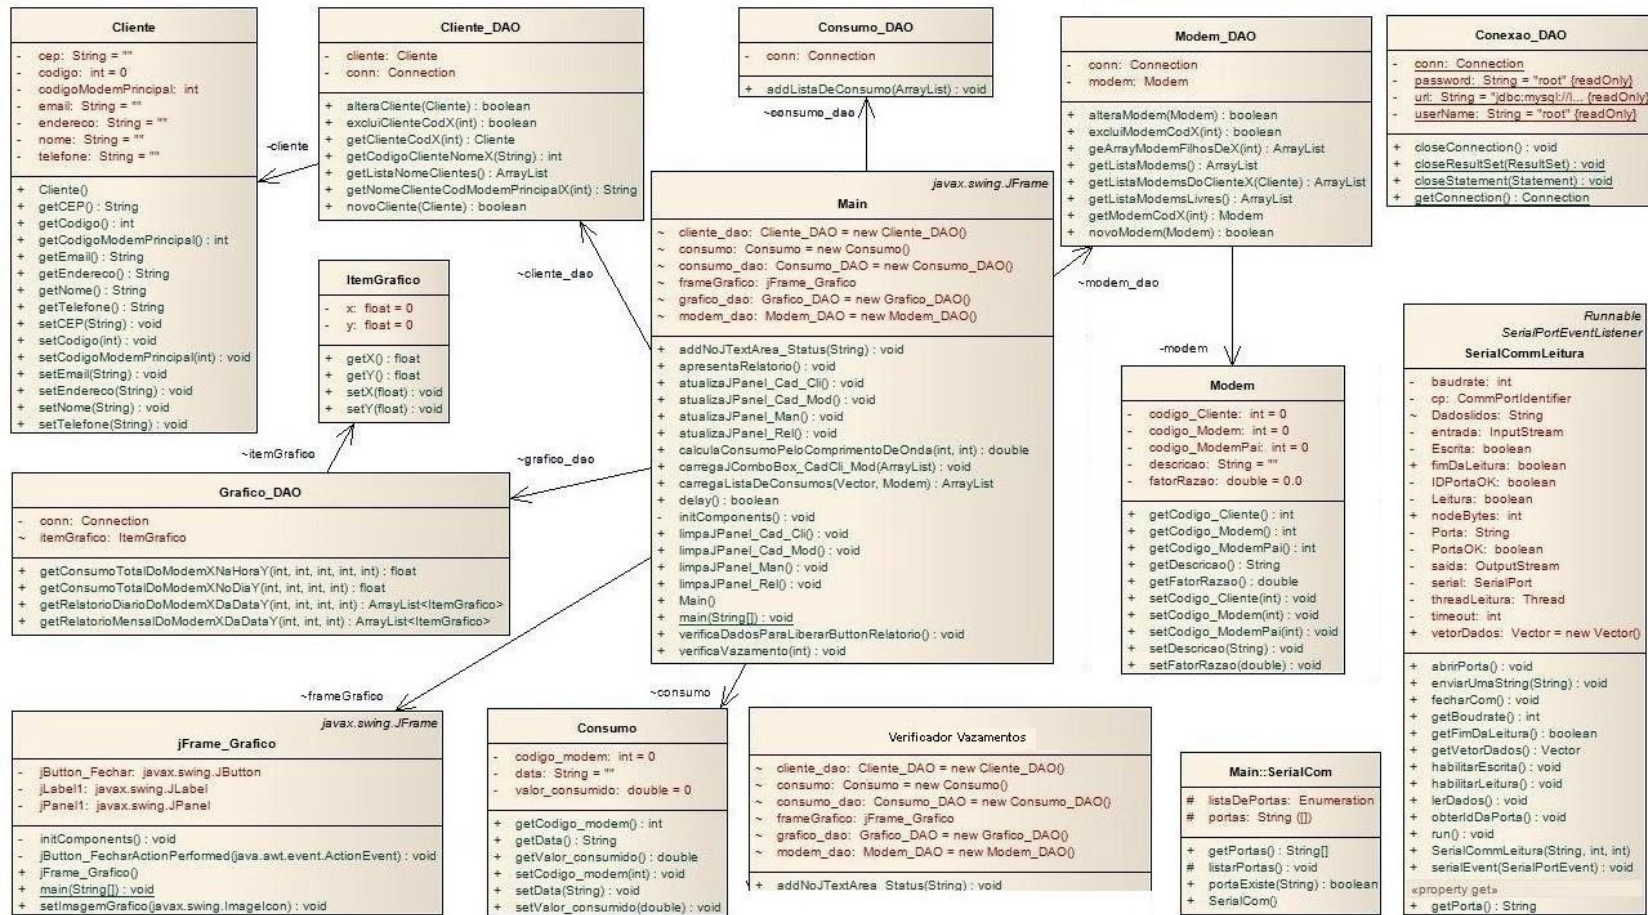 Cliente
- cep: String = ""
- codigo: int = 0
- codigoModemPrincipal: int
- email: String = ""
- endereco: String = ""
- nome: String = ""
- telefone: String = ""
+ Cliente()
+ getCEP() : String
+ getCodigo() : int
+ getCodigoModemPrincipal() : int
+ getEmail() : String
+ getEndereco() : String
+ getNome() : String
+ getTelefone() : String
+ setCEP(String) : void
+ setCodigo(int) : void
+ setCodigoModemPrincipal(int) : void
+ setEmail(String) : void
+ setEndereco(String) : void
+ setNome(String) : void
+ setTelefone(String) : void
-cliente
Cliente_DAO
- cliente: Cliente
- conn: Connection
+ alteraCliente(Cliente) : boolean
+ excluiClienteCodX(int) : boolean
+ getClienteCodX(int) : Cliente
+ getCodigoClienteNomeX(String) : int
+ getListaNomeClientes() : ArrayList
+ getNomeClienteCodModemPrincipalX(int) : String
+ novoCliente(Cliente) : boolean
~cliente_dao
Consumo_DAO
- conn: Connection
+ addListaDeConsumo(ArrayList) : void
~consumo_dao
Modem_DAO
- conn: Connection
- modem: Modem
+ alteraModem(Modem) : boolean
+ excluiModemCodX(int) : boolean
+ geArrayModemFilhosDeX(int) : ArrayList
+ getListaModems() : ArrayList
+ getListaModemsDoClienteX(Cliente) : ArrayList
+ getListaModemsLivres() : ArrayList
+ getModemCodX(int) : Modem
+ novoModem(Modem) : boolean
~modem_dao
-modem
Conexao_DAO
- conn: Connection
- password: String = "root" {readOnly}
- url: String = "jdbc:mysql://l... {readOnly}
- userName: String = "root" {readOnly}
+ closeConnection() : void
+ closeResultSet(ResultSet) : void
+ closeStatement(Statement) : void
+ getConnection() : Connection
ItemGrafico
- x: float = 0
- y: float = 0
+ getX() : float
+ getY() : float
+ setX(float) : void
+ setY(float) : void
~itemGrafico
javax.swing.JFrame
Main
~ cliente_dao: Cliente_DAO = new Cliente_DAO()
~ consumo: Consumo = new Consumo()
~ consumo_dao: Consumo_DAO = new Consumo_DAO()
~ frameGrafico: jFrame_Grafico
~ grafico_dao: Grafico_DAO = new Grafico_DAO()
~ modem_dao: Modem_DAO = new Modem_DAO()
+ addNoJTextArea_Status(String) : void
+ apresentaRelatorio() : void
+ atualizaJPanel_Cad_Cli() : void
+ atualizaJPanel_Cad_Mod() : void
+ atualizaJPanel_Man() : void
+ atualizaJPanel_Rel() : void
+ calculaConsumoPeloComprimentoDeOnda(int, int) : double
+ carregaJComboBox_CadCli_Mod(ArrayList) : void
+ carregaListaDeConsumos(Vector, Modem) : ArrayList
+ delay() : boolean
- initComponents() : void
+ limpaJPanel_Cad_Cli() : void
+ limpaJPanel_Cad_Mod() : void
+ limpaJPanel_Man() : void
+ limpaJPanel_Rel() : void
+ Main()
+ main(String[]) : void
+ verificaDadosParaLiberarButtonRelatorio() : void
+ verificaVazamento(int) : void
~grafico_dao
~frameGrafico
~consumo
Grafico_DAO
- conn: Connection
~ itemGrafico: ItemGrafico
+ getConsumoTotalDoModemXNaHoraY(int, int, int, int, int) : float
+ getConsumoTotalDoModemXNoDiaY(int, int, int, int) : float
+ getRelatorioDiarioDoModemXDaDataY(int, int, int, int) : ArrayList<ItemGrafico>
+ getRelatorioMensalDoModemXDaDataY(int, int, int) : ArrayList<ItemGrafico>
Modem
- codigo_Cliente: int = 0
- codigo_Modem: int = 0
- codigo_ModemPai: int = 0
- descricao: String = ""
- fatorRazao: double = 0.0
+ getCodigo_Cliente() : int
+ getCodigo_Modem() : int
+ getCodigo_ModemPai() : int
+ getDescricao() : String
+ getFatorRazao() : double
+ setCodigo_Cliente(int) : void
+ setCodigo_Modem(int) : void
+ setCodigo_ModemPai(int) : void
+ setDescricao(String) : void
+ setFatorRazao(double) : void
Runnable
SerialPortEventListener
SerialCommLeitura
- baudrate: int
- cp: CommPortIdentifier
~ Dadoslidos: String
- entrada: InputStream
- Escrita: boolean
+ fimDaLeitura: boolean
- IDPortaOK: boolean
- Leitura: boolean
+ nodeBytes: int
- Porta: String
- PortaOK: boolean
- saida: OutputStream
- serial: SerialPort
- threadLeitura: Thread
- timeout: int
+ vetorDados: Vector = new Vector()
+ abrirPorta() : void
+ enviarUmaString(String) : void
+ fecharCom() : void
+ getBoudrate() : int
+ getFimDaLeitura() : boolean
+ getVetorDados() : Vector
+ habilitarEscrita() : void
+ habilitarLeitura() : void
+ lerDados() : void
+ obterIdDaPorta() : void
+ run() : void
+ SerialCommLeitura(String, int, int)
+ serialEvent(SerialPortEvent) : void
«property get»
+ getPorta() : String
javax.swing.JFrame
jFrame_Grafico
- jButton_Fechar: javax.swing.JButton
- jLabel1: javax.swing.JLabel
- jPanel1: javax.swing.JPanel
- initComponents() : void
- jButton_FecharActionPerformed(java.awt.event.ActionEvent) : void
+ jFrame_Grafico()
+ main(String[]) : void
+ setImagemGrafico(javax.swing.ImageIcon) : void
Consumo
- codigo_modem: int = 0
- data: String = ""
- valor_consumido: double = 0
+ getCodigo_modem() : int
+ getData() : String
+ getValor_consumido() : double
+ setCodigo_modem(int) : void
+ setData(String) : void
+ setValor_consumido(double) : void
Verificador Vazamentos
~ cliente_dao: Cliente_DAO = new Cliente_DAO()
~ consumo: Consumo = new Consumo()
~ consumo_dao: Consumo_DAO = new Consumo_DAO()
~ frameGrafico: jFrame_Grafico
~ grafico_dao: Grafico_DAO = new Grafico_DAO()
~ modem_dao: Modem_DAO = new Modem_DAO()
+ addNoJTextArea_Status(String) : void
Main::SerialCom
# listaDePortas: Enumeration
# portas: String ([])
+ getPortas() : String[]
# listarPortas() : void
+ portaExiste(String) : boolean
+ SerialCom()